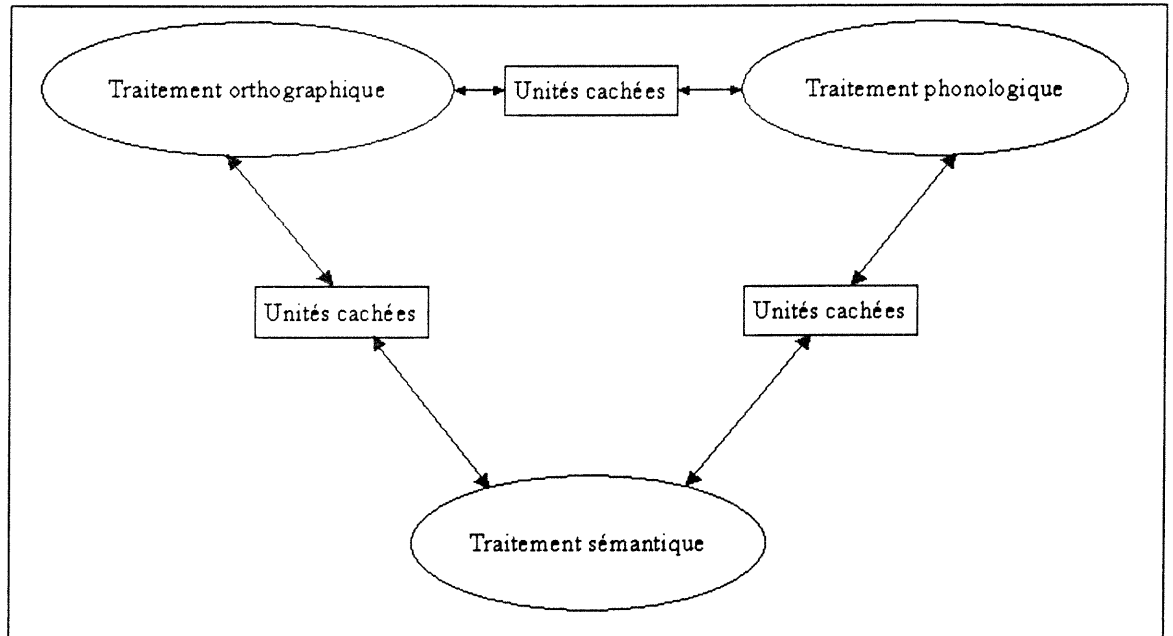 Traitement orthographique
Unités cachées
Traitement phonologique
Unités cachées
Unités cachées
Traitement sémantique